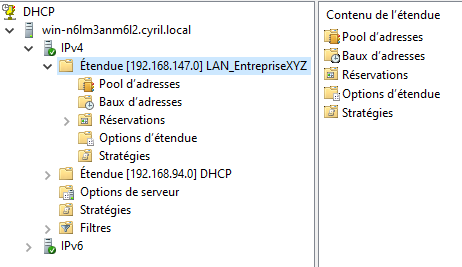 DHCP
win-n6lm3anm6l2.cyril.local
IPv4
Étendue [192.168.147.0] LAN_EntrepriseXYZ
Pool d'adresses
Baux d'adresses
Réservations
Options d'étendue
Stratégies
Étendue [192.168.94.0] DHCP
Options de serveur
Stratégies
Filtres
IPv6
Contenu de l'étendue
Pool d'adresses
Baux d'adresses
Réservations
Options d'étendue
Stratégies